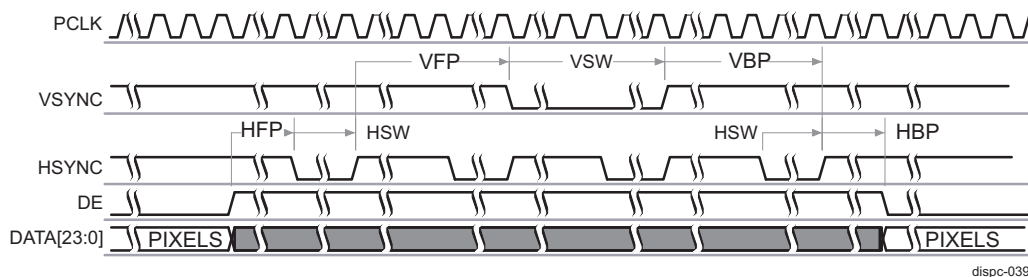 PCLK
VFP VSW VBP
VSYNC
HFP HSW HSW HBP
HSYNC
DE
DATA[23:0] PIXELS PIXELS
dispc-039